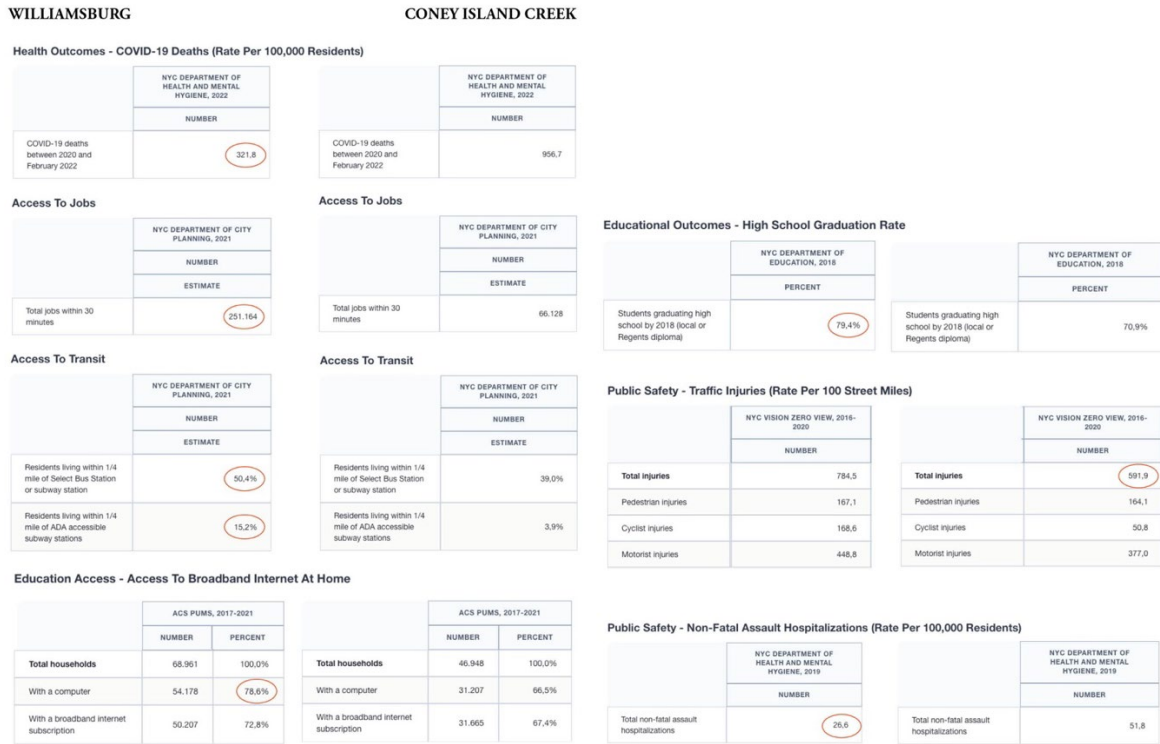 WILLIAMSBURG
CONEY ISLAND CREEK
Health Outcomes - COVID-19 Deaths (Rate Per 100,000 Residents)
NYC DEPARTMENT OF
HEALTH AND MENTAL
HYGIENE, 2022
NUMBER
COVID-19 deaths
between 2020 and
February 2022
321,8
NYC DEPARTMENT OF
HEALTH AND MENTAL
HYGIENE, 2022
NUMBER
COVID-19 deaths
between 2020 and
February 2022
956,7
Access To Jobs
NYC DEPARTMENT OF CITY
PLANNING, 2021
NUMBER
ESTIMATE
Total jobs within 30
minutes
251.164
Access To Jobs
NYC DEPARTMENT OF CITY
PLANNING, 2021
NUMBER
ESTIMATE
Total jobs within 30
minutes
66.128
Access To Transit
NYC DEPARTMENT OF CITY
PLANNING, 2021
NUMBER
ESTIMATE
Residents living within 1/4
mile of Select Bus Station
or subway station
50,4%
Residents living within 1/4
mile of ADA accessible
subway stations
15,2%
Access To Transit
NYC DEPARTMENT OF CITY
PLANNING, 2021
NUMBER
ESTIMATE
Residents living within 1/4
mile of Select Bus Station
or subway station
39,0%
Residents living within 1/4
mile of ADA accessible
subway stations
3,9%
Education Access - Access To Broadband Internet At Home
ACS PUMS, 2017-2021
NUMBER PERCENT
Total households 68.961 100,0%
With a computer 54.178 78,6%
With a broadband internet
subscription
50.207 72,8%
ACS PUMS, 2017-2021
NUMBER PERCENT
Total households 46.948 100,0%
With a computer 31.207 66,5%
With a broadband internet
subscription
31.665 67,4%
Educational Outcomes - High School Graduation Rate
NYC DEPARTMENT OF
EDUCATION, 2018
PERCENT
Students graduating high
school by 2018 (local or
Regents diploma)
79,4%
NYC DEPARTMENT OF
EDUCATION, 2018
PERCENT
Students graduating high
school by 2018 (local or
Regents diploma)
70,9%
Public Safety - Traffic Injuries (Rate Per 100 Street Miles)
NYC VISION ZERO VIEW, 2016-
2020
NUMBER
Total injuries 784,5
Pedestrian injuries 167,1
Cyclist injuries 168,6
Motorist injuries 448,8
NYC VISION ZERO VIEW, 2016-
2020
NUMBER
Total injuries 591,9
Pedestrian injuries 164,1
Cyclist injuries 50,8
Motorist injuries 377,0
Public Safety - Non-Fatal Assault Hospitalizations (Rate Per 100,000 Residents)
NYC DEPARTMENT OF
HEALTH AND MENTAL
HYGIENE, 2019
NUMBER
Total non-fatal assault
hospitalizations
26,6
NYC DEPARTMENT OF
HEALTH AND MENTAL
HYGIENE, 2019
NUMBER
Total non-fatal assault
hospitalizations
51,8